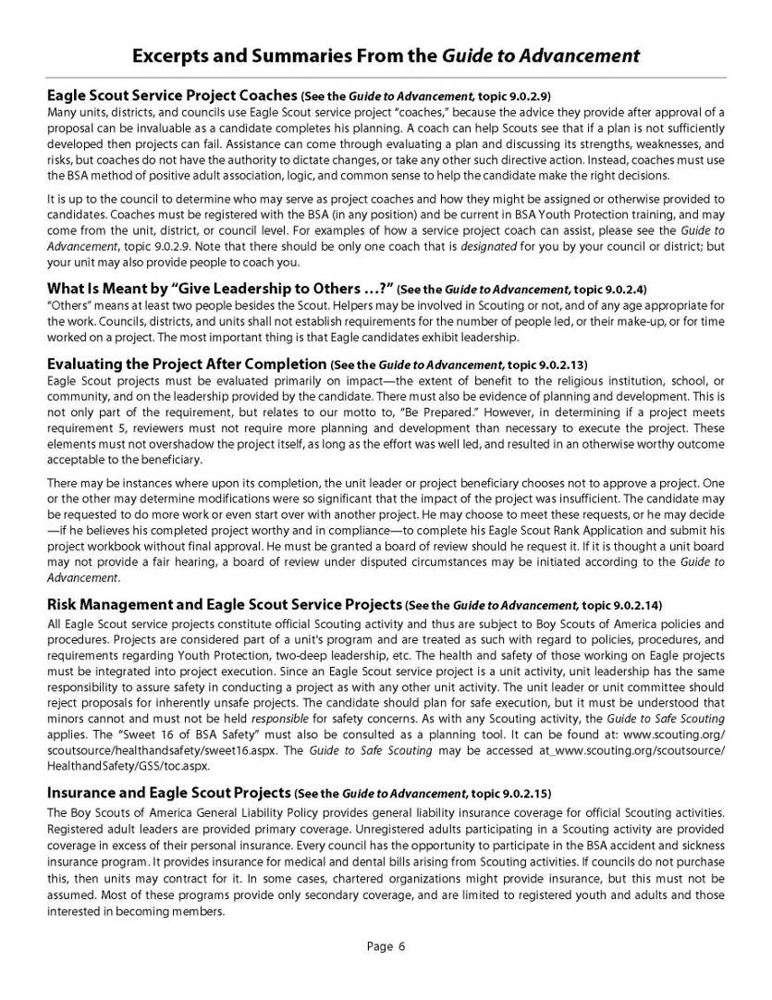 Excerpts and Summaries From the Guide to Advancement
Eagle Scout Service Project Coaches (See the Guide to Advancement, topic 9.0.2.9)
Many units, districts, and councils use Eagle Scout service project “coaches,” because the advice they provide after approval of a
proposal can be invaluable as a candidate completes his planning. A coach can help Scouts see that if a plan is not sufficiently
developed then projects can fail. Assistance can come through evaluating a plan and discussing its strengths, weaknesses, and
risks, but coaches do not have the authority to dictate changes, or take any other such directive action. Instead, coaches must use
the BSA method of positive adult association, logic, and common sense to help the candidate make the right decisions.
It is up to the council to determine who may serve as project coaches and how they might be assigned or otherwise provided to
candidates. Coaches must be registered with the BSA (in any position) and be current in BSA Youth Protection training, and may
come from the unit, district, or council level. For examples of how a service project coach can assist, please see the Guide to
Advancement, topic 9.0.2.9. Note that there should be only one coach that is designated for you by your council or district; but
your unit may also provide people to coach you.
What Is Meant by “Give Leadership to Others …?” (See the Guide to Advancement, topic 9.0.2.4)
“Others” means at least two people besides the Scout. Helpers may be involved in Scouting or not, and of any age appropriate for
the work. Councils, districts, and units shall not establish requirements for the number of people led, or their make-up, or for time
worked on a project. The most important thing is that Eagle candidates exhibit leadership.
Evaluating the Project After Completion (See the Guide to Advancement, topic 9.0.2.13)
Eagle Scout projects must be evaluated primarily on impact—the extent of benefit to the religious institution, school, or
community, and on the leadership provided by the candidate. There must also be evidence of planning and development. This is
not only part of the requirement, but relates to our motto to, “Be Prepared.” However, in determining if a project meets
requirement 5, reviewers must not require more planning and development than necessary to execute the project. These
elements must not overshadow the project itself, as long as the effort was well led, and resulted in an otherwise worthy outcome
acceptable to the beneficiary.
There may be instances where upon its completion, the unit leader or project beneficiary chooses not to approve a project. One
or the other may determine modifications were so significant that the impact of the project was insufficient. The candidate may
be requested to do more work or even start over with another project. He may choose to meet these requests, or he may decide
—if he believes his completed project worthy and in compliance—to complete his Eagle Scout Rank Application and submit his
project workbook without final approval. He must be granted a board of review should he request it. If it is thought a unit board
may not provide a fair hearing, a board of review under disputed circumstances may be initiated according to the Guide to
Advancement.
Risk Management and Eagle Scout Service Projects (See the Guide to Advancement, topic 9.0.2.14)
All Eagle Scout service projects constitute official Scouting activity and thus are subject to Boy Scouts of America policies and
procedures. Projects are considered part of a unit's program and are treated as such with regard to policies, procedures, and
requirements regarding Youth Protection, two-deep leadership, etc. The health and safety of those working on Eagle projects
must be integrated into project execution. Since an Eagle Scout service project is a unit activity, unit leadership has the same
responsibility to assure safety in conducting a project as with any other unit activity. The unit leader or unit committee should
reject proposals for inherently unsafe projects. The candidate should plan for safe execution, but it must be understood that
minors cannot and must not be held responsible for safety concerns. As with any Scouting activity, the Guide to Safe Scouting
applies. The “Sweet 16 of BSA Safety” must also be consulted as a planning tool. It can be found at: www.scouting.org/
scoutsource/healthandsafety/sweet16.aspx. The Guide to Safe Scouting may be accessed at_www.scouting.org/scoutsource/
HealthandSafety/GSS/toc.aspx.
Insurance and Eagle Scout Projects (See the Guide to Advancement, topic 9.0.2.15)
The Boy Scouts of America General Liability Policy provides general liability insurance coverage for official Scouting activities.
Registered adult leaders are provided primary coverage. Unregistered adults participating in a Scouting activity are provided
coverage in excess of their personal insurance. Every council has the opportunity to participate in the BSA accident and sickness
insurance program. It provides insurance for medical and dental bills arising from Scouting activities. If councils do not purchase
this, then units may contract for it. In some cases, chartered organizations might provide insurance, but this must not be
assumed. Most of these programs provide only secondary coverage, and are limited to registered youth and adults and those
interested in becoming members.
Page 6